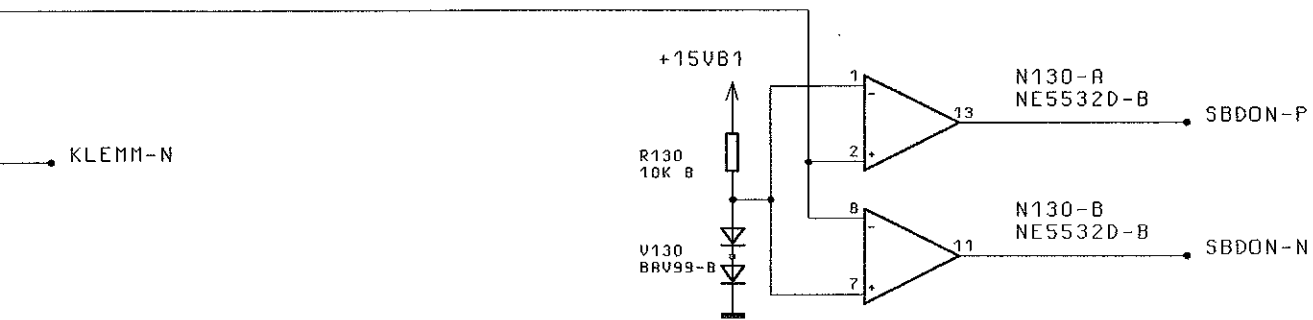 +15VB1
1
-
N130-A
NE5532D-B
13
SBDON-P
KLEMM-N
R130
10K B
2
+
8
-
N130-B
NE5532D-B
11
SBDON-N
V130
BAV99-B
7
+